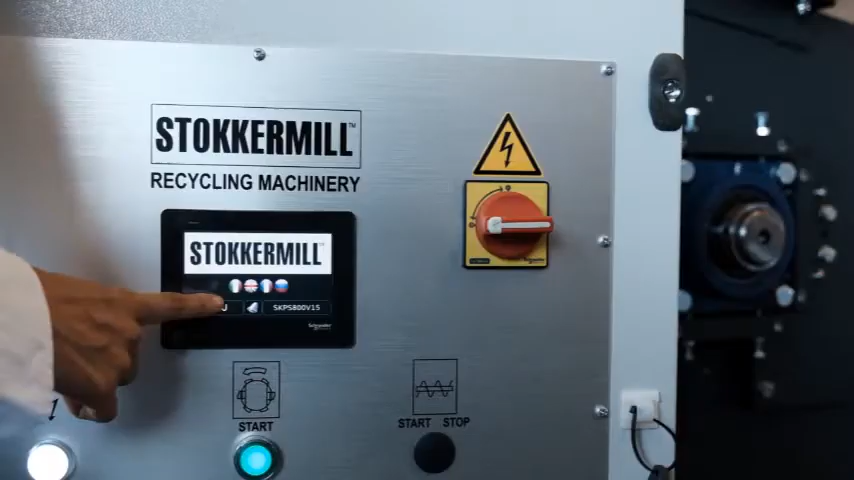 STOKKERMILL™
RECYCLING MACHINERY
STOKKERMILL
SKPS800V15
Schneider
START
START STOP